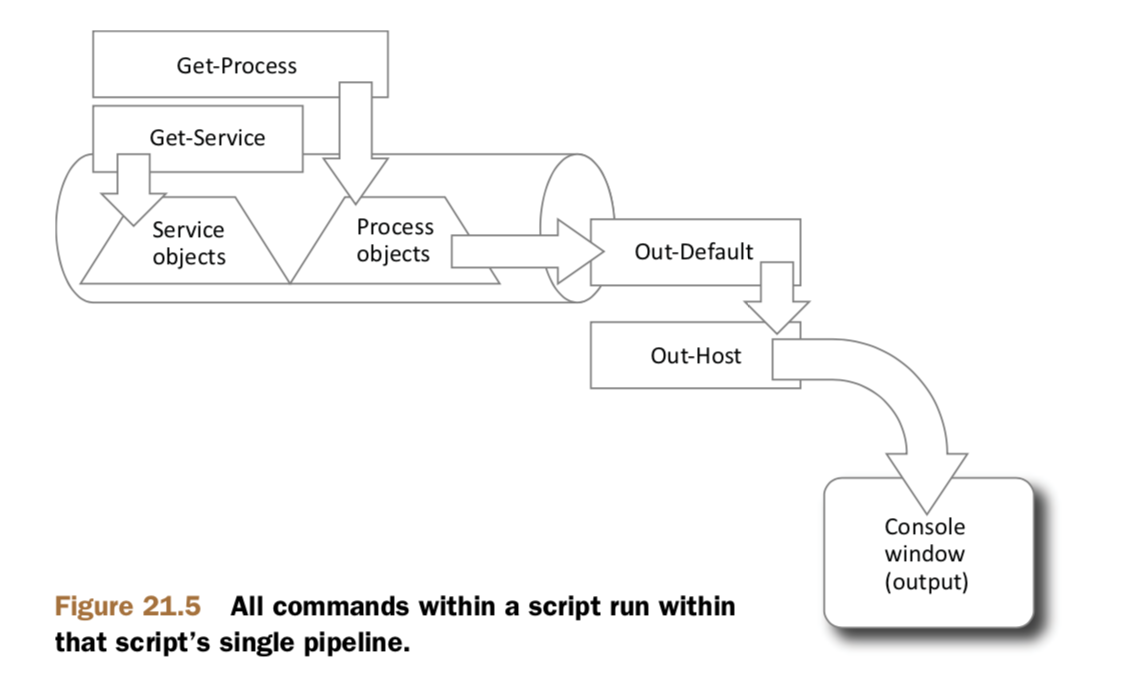 Get-Process
Get-Service
Service
objects
Process
objects
Out-Default
Out-Host
Console
window
(output)
Figure 21.5 All commands within a script run within
that script’s single pipeline.